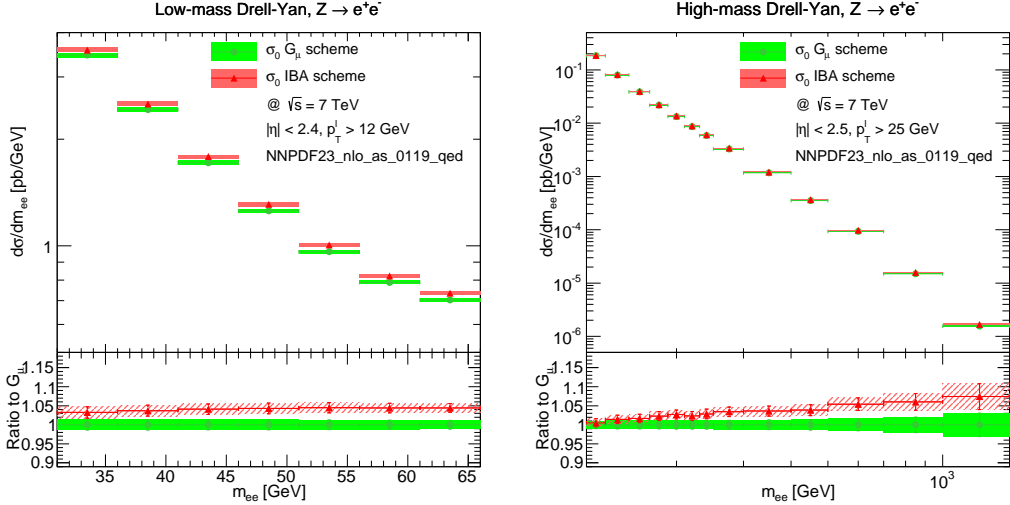 Low-mass Drell-Yan, Z → e⁺e⁻
dσ/dm_ee [pb/GeV]
1
σ₀ G_μ scheme
σ₀ IBA scheme
@ √s = 7 TeV
|η| < 2.4, p_T^l > 12 GeV
NNPDF23_nlo_as_0119_qed
Ratio to G_μ
1.15
1.1
1.05
1
0.95
0.9
35 40 45 50 55 60 65
m_ee [GeV]
High-mass Drell-Yan, Z → e⁺e⁻
dσ/dm_ee [pb/GeV]
10⁻¹
10⁻²
10⁻³
10⁻⁴
10⁻⁵
10⁻⁶
σ₀ G_μ scheme
σ₀ IBA scheme
@ √s = 7 TeV
|η| < 2.5, p_T^l > 25 GeV
NNPDF23_nlo_as_0119_qed
Ratio to G_μ
1.15
1.1
1.05
1
0.95
0.9
10³
m_ee [GeV]